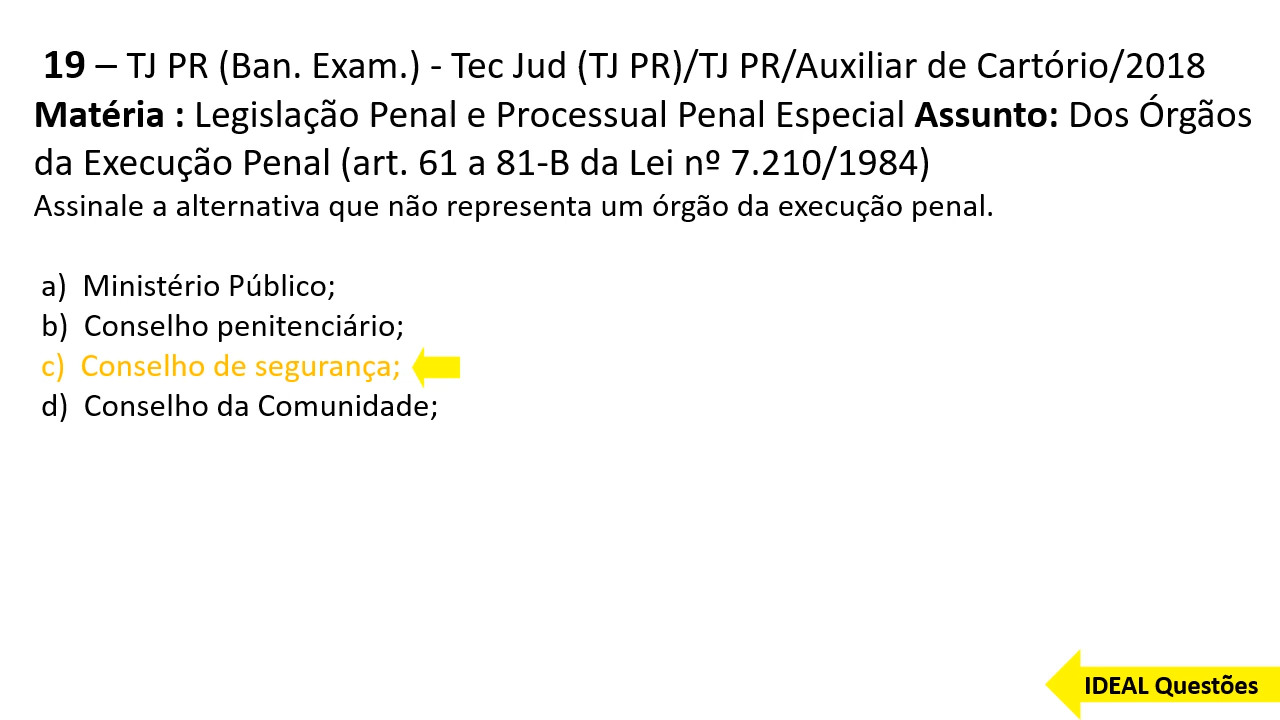 19 – TJ PR (Ban. Exam.) - Tec Jud (TJ PR)/TJ PR/Auxiliar de Cartório/2018
Matéria : Legislação Penal e Processual Penal Especial Assunto: Dos Órgãos
da Execução Penal (art. 61 a 81-B da Lei nº 7.210/1984)
Assinale a alternativa que não representa um órgão da execução penal.
a) Ministério Público;
b) Conselho penitenciário;
c) Conselho de segurança;
d) Conselho da Comunidade;
IDEAL Questões